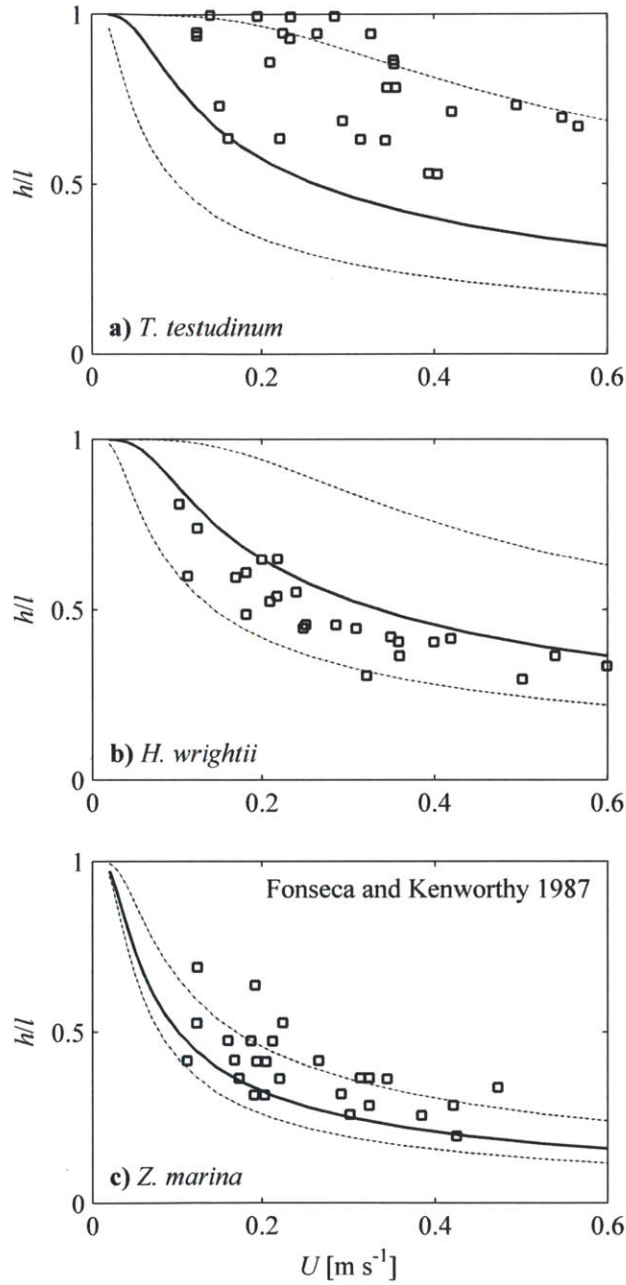 1
h/l
0.5
a) T. testudinum
0
0 0.2 0.4 0.6
1
h/l
0.5
b) H. wrightii
0
0 0.2 0.4 0.6
1
Fonseca and Kenworthy 1987
h/l
0.5
c) Z. marina
0
0 0.2 0.4 0.6
U [m s⁻¹]